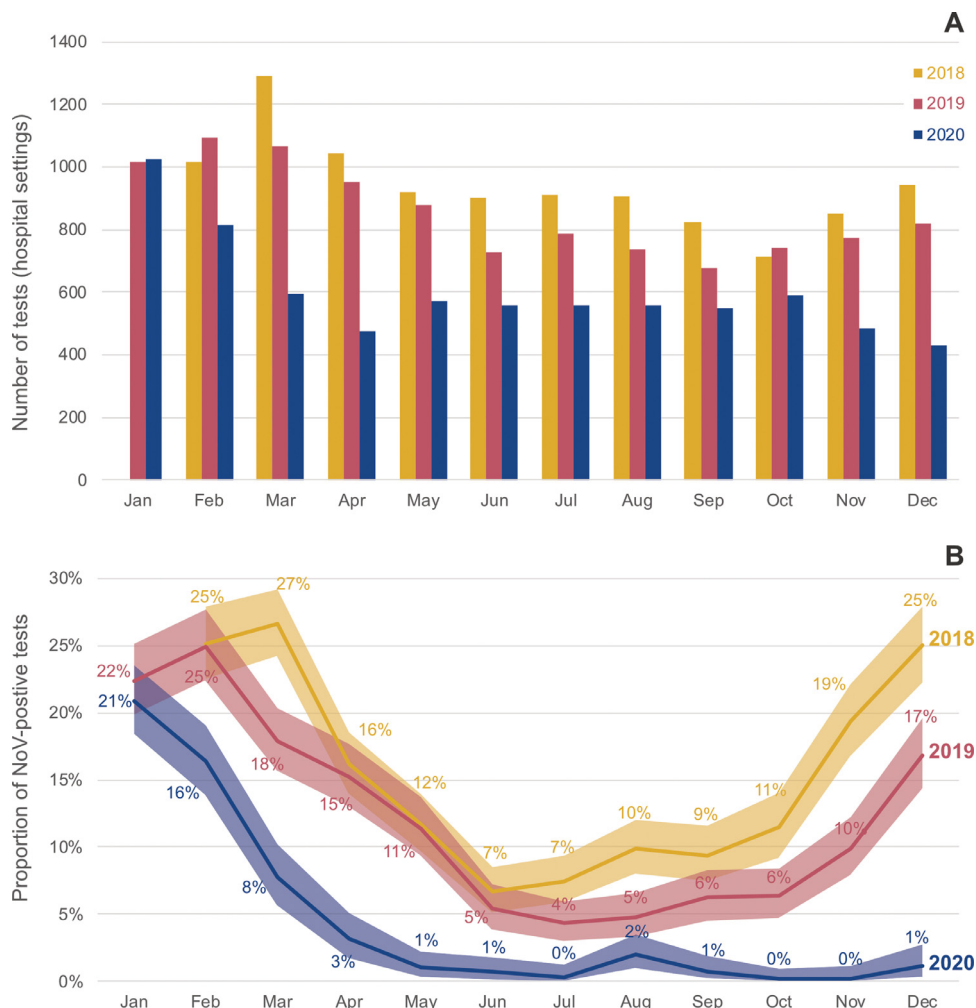 A
Number of tests (hospital settings)
1400
1200
1000
800
600
400
200
0
2018
2019
2020
Jan Feb Mar Apr May Jun Jul Aug Sep Oct Nov Dec
B
Proportion of NoV-postive tests
30%
25%
20%
15%
10%
5%
0%
25% 27% 16% 12% 7% 7% 10% 9% 11% 19% 25% 2018
22% 25% 18% 15% 11% 5% 4% 5% 6% 6% 10% 17% 2019
21% 16% 8% 3% 1% 1% 0% 2% 1% 0% 0% 1% 2020
Jan Feb Mar Apr May Jun Jul Aug Sep Oct Nov Dec